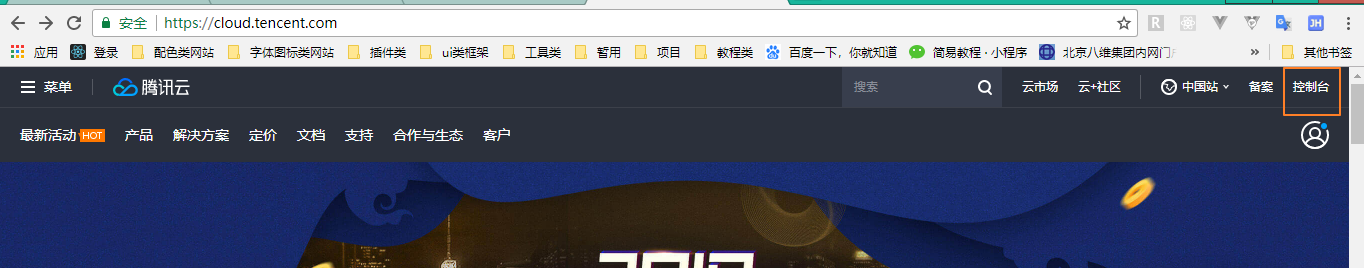 安全 https://cloud.tencent.com R JH
应用 登录 配色类网站 字体图标类网站 插件类 ui类框架 工具类 暂用 项目 教程类 百度一下，你就知道 简易教程 · 小程序 北京八维集团内网门户 » 其他书签
菜单 腾讯云 搜索 云市场 云+社区 中国站 备案 控制台
最新活动 HOT 产品 解决方案 定价 文档 支持 合作与生态 客户